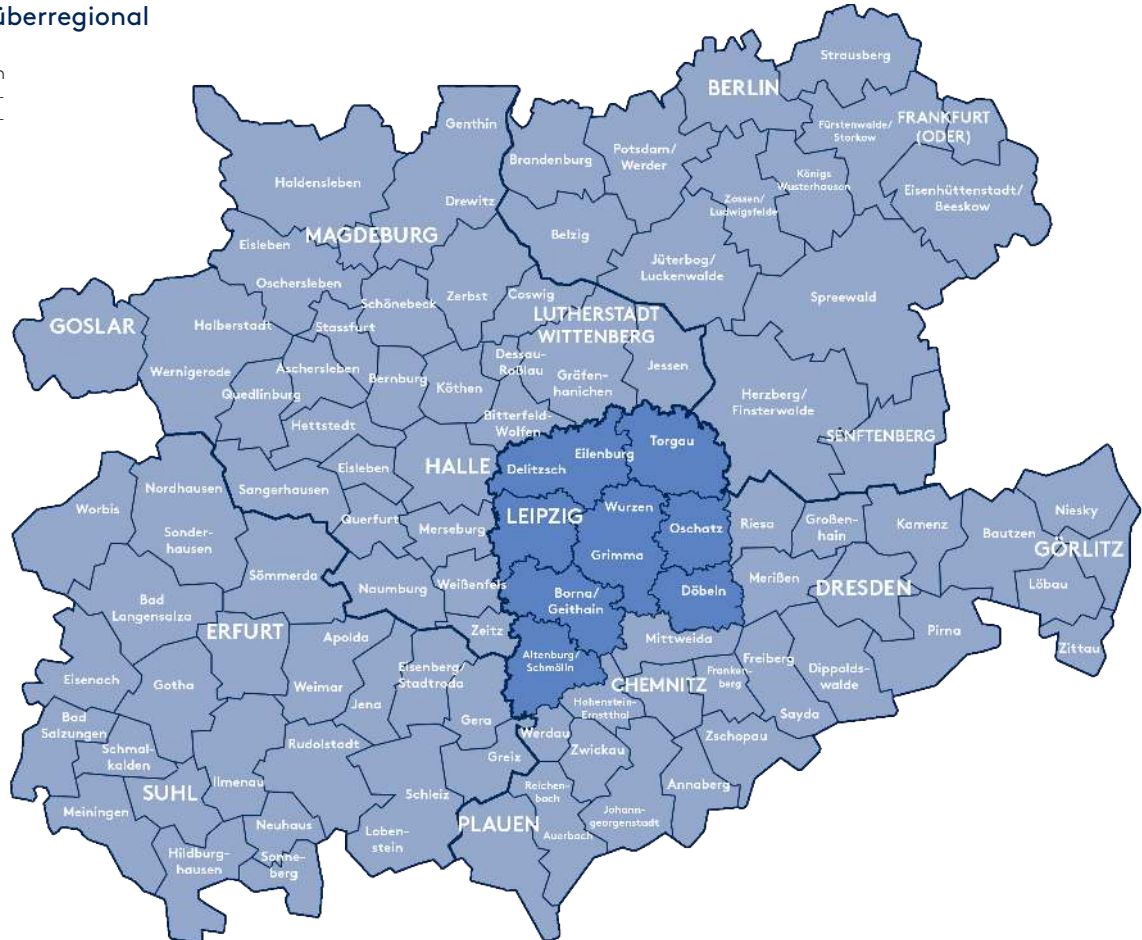 überregional
n
Strausberg
BERLIN
Genthin
Fürstenwalde/
Storkow
FRANKFURT
(ODER)
Brandenburg
Potsdam/
Werder
Königs
Wusterhausen
Haldensleben
Eisenhüttenstadt/
Beeskow
Drewitz
Zossen/
Ludwigsfelde
MAGDEBURG
Belzig
Eisleben
Jüterbog/
Luckenwalde
Oschersleben
Schönebeck
Zerbst
Coswig
Spreewald
GOSLAR
Halberstadt
Stassfurt
LUTHERSTADT
WITTENBERG
Dessau-
Roßlau
Jessen
Wernigerode
Aschersleben
Bernburg
Köthen
Gräfen-
hanichen
Quedlinburg
Herzberg/
Finsterwalde
Hettstedt
Bitterfeld-
Wolfen
SENFTENBERG
Torgau
Eilenburg
Eisleben
HALLE
Delitzsch
Nordhausen
Sangerhausen
Worbis
Querfurt
Merseburg
LEIPZIG
Wurzen
Oschatz
Riesa
Großen-
hain
Kamenz
Bautzen
Niesky
Sonder-
hausen
GÖRLITZ
Grimma
Sömmerda
Naumburg
Weißenfels
Merißen
DRESDEN
Löbau
Bad
Langensalza
Borna/
Geithain
Döbeln
ERFURT
Apolda
Zeitz
Mittweida
Pirna
Zittau
Altenburg/
Schmölln
Freiberg
Dippalds-
walde
Eisenach
Gotha
Weimar
Eisenberg/
Stadtroda
CHEMNITZ
Franken-
berg
Jena
Hohenstein-
Ernstthal
Sayda
Bad
Salzungen
Gera
Werdau
Zschopau
Schmal-
kalden
Rudolstadt
Greiz
Zwickau
Ilmenau
Annaberg
SUHL
Schleiz
Reichen-
bach
Meiningen
Neuhaus
PLAUEN
Johann-
georgenstadt
Loben-
stein
Auerbach
Hildburg-
hausen
Sonne-
berg